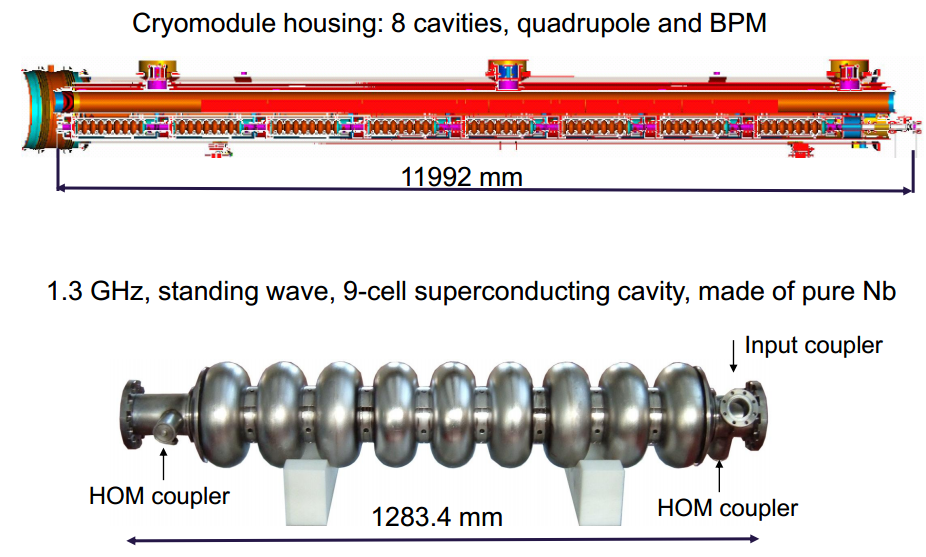 Cryomodule housing: 8 cavities, quadrupole and BPM
11992 mm
1.3 GHz, standing wave, 9-cell superconducting cavity, made of pure Nb
Input coupler
HOM coupler
HOM coupler
1283.4 mm